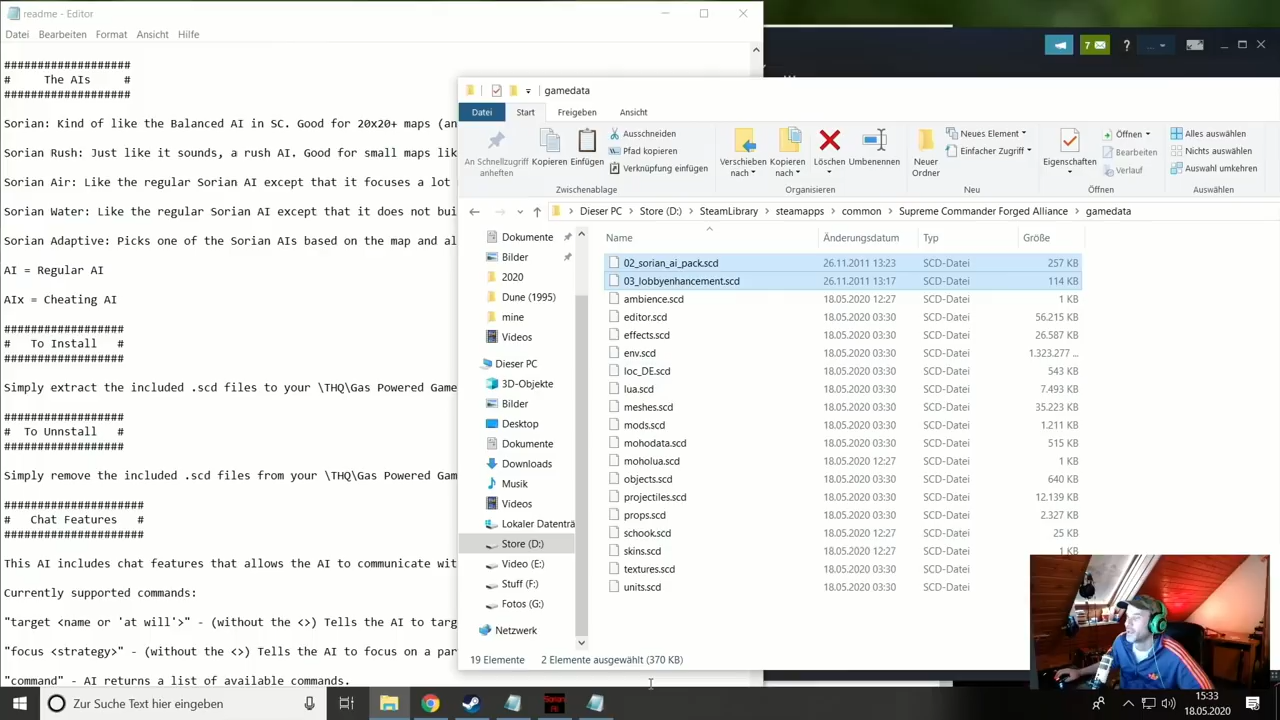 readme - Editor
Datei Bearbeiten Format Ansicht Hilfe
###################
# The AIs #
###################
Sorian: Kind of like the Balanced AI in SC. Good for 20x20+ maps (an
Sorian Rush: Just like it sounds, a rush AI. Good for small maps lik
Sorian Air: Like the regular Sorian AI except that it focuses a lot
Sorian Water: Like the regular Sorian AI except that it does not bui
Sorian Adaptive: Picks one of the Sorian AIs based on the map and al
AI = Regular AI
AIx = Cheating AI
##################
# To Install #
##################
Simply extract the included .scd files to your \THQ\Gas Powered Game
##################
# To Unnstall #
##################
Simply remove the included .scd files from your \THQ\Gas Powered Gam
#####################
# Chat Features #
#####################
This AI includes chat features that allows the AI to communicate wit
Currently supported commands:
"target <name or 'at will'>" - (without the <>) Tells the AI to targ
"focus <strategy>" - (without the <>) Tells the AI to focus on a par
"command" - AI returns a list of available commands.
7
?
gamedata
Datei Start Freigeben Ansicht
An Schnellzugriff anheften
Kopieren Einfügen
Ausschneiden
Pfad kopieren
Verknüpfung einfügen
Zwischenablage
Verschieben nach
Kopieren nach
Löschen Umbenennen
Organisieren
Neuer Ordner
Neues Element
Einfacher Zugriff
Neu
Eigenschaften
Öffnen
Bearbeiten
Verlauf
Öffnen
Alles auswählen
Nichts auswählen
Auswahl umkehren
Auswählen
Dieser PC > Store (D:) > SteamLibrary > steamapps > common > Supreme Commander Forged Alliance > gamedata
Dokumente
Bilder
2020
Dune (1995)
mine
Videos
Dieser PC
3D-Objekte
Bilder
Desktop
Dokumente
Downloads
Musik
Videos
Lokaler Datenträ
Store (D:)
Video (E:)
Stuff (F:)
Fotos (G:)
Netzwerk
Name Änderungsdatum Typ Größe
02_sorian_ai_pack.scd 26.11.2011 13:23 SCD-Datei 257 KB
03_lobbyenhancement.scd 26.11.2011 13:17 SCD-Datei 114 KB
ambience.scd 18.05.2020 12:27 SCD-Datei 1 KB
editor.scd 18.05.2020 03:30 SCD-Datei 56.215 KB
effects.scd 18.05.2020 03:30 SCD-Datei 26.587 KB
env.scd 18.05.2020 03:30 SCD-Datei 1.323.277 ...
loc_DE.scd 18.05.2020 03:30 SCD-Datei 543 KB
lua.scd 18.05.2020 03:30 SCD-Datei 7.493 KB
meshes.scd 18.05.2020 03:30 SCD-Datei 35.223 KB
mods.scd 18.05.2020 03:30 SCD-Datei 1.211 KB
mohodata.scd 18.05.2020 03:30 SCD-Datei 515 KB
moholua.scd 18.05.2020 12:27 SCD-Datei 1 KB
objects.scd 18.05.2020 03:30 SCD-Datei 640 KB
projectiles.scd 18.05.2020 03:30 SCD-Datei 12.139 KB
props.scd 18.05.2020 03:30 SCD-Datei 2.327 KB
schook.scd 18.05.2020 12:27 SCD-Datei 25 KB
skins.scd 18.05.2020 12:27 SCD-Datei 1 KB
textures.scd 18.05.2020 03:30 SCD-Datei
units.scd 18.05.2020 03:30 SCD-Datei
19 Elemente 2 Elemente ausgewählt (370 KB)
Zur Suche Text hier eingeben
15:33
18.05.2020